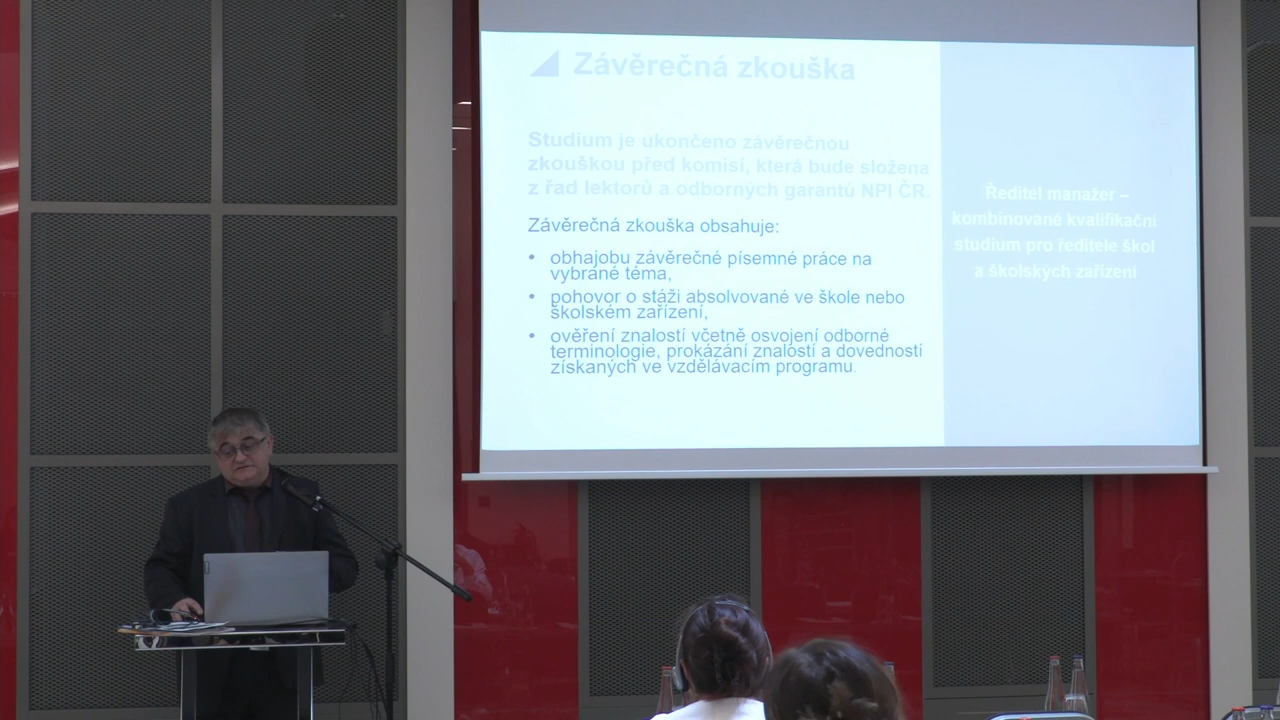 Závěrečná zkouška
Studium je ukončeno závěrečnou
zkouškou před komisí, která bude složena
z řad lektorů a odborných garantů NPI ČR.
Závěrečná zkouška obsahuje:
• obhajobu závěrečné písemné práce na
vybrané téma,
• pohovor o stáži absolvované ve škole nebo
školském zařízení,
• ověření znalostí včetně osvojení odborné
terminologie, prokázání znalostí a dovedností
získaných ve vzdělávacím programu.
Ředitel manažer –
kombinované kvalifikační
studium pro ředitele škol
a školských zařízení